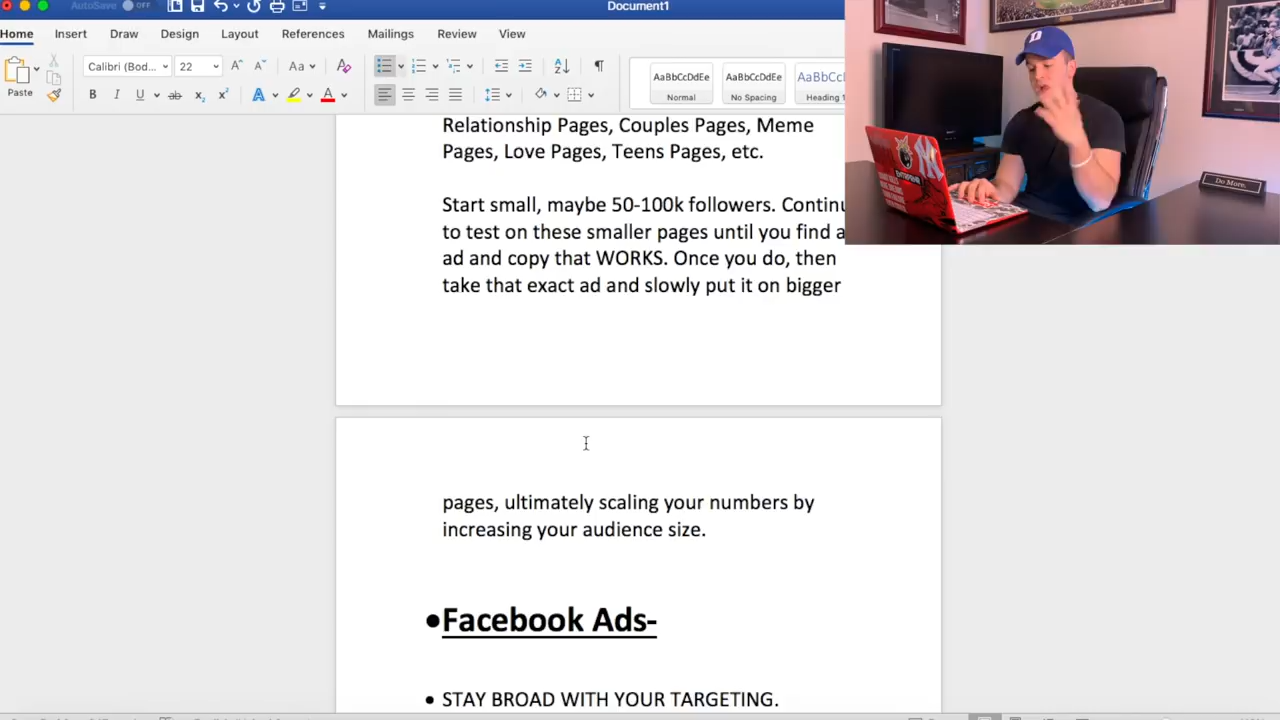 AutoSave OFF
Document1
Home Insert Draw Design Layout References Mailings Review View
Paste
Calibri (Bod... 22
AaBbCcDdEe AaBbCcDdEe AaBbCcDc
Normal No Spacing Heading 1
Relationship Pages, Couples Pages, Meme
Pages, Love Pages, Teens Pages, etc.
Start small, maybe 50-100k followers. Continu
to test on these smaller pages until you find a
ad and copy that WORKS. Once you do, then
take that exact ad and slowly put it on bigger
pages, ultimately scaling your numbers by
increasing your audience size.
•Facebook Ads-
• STAY BROAD WITH YOUR TARGETING.
Do More.